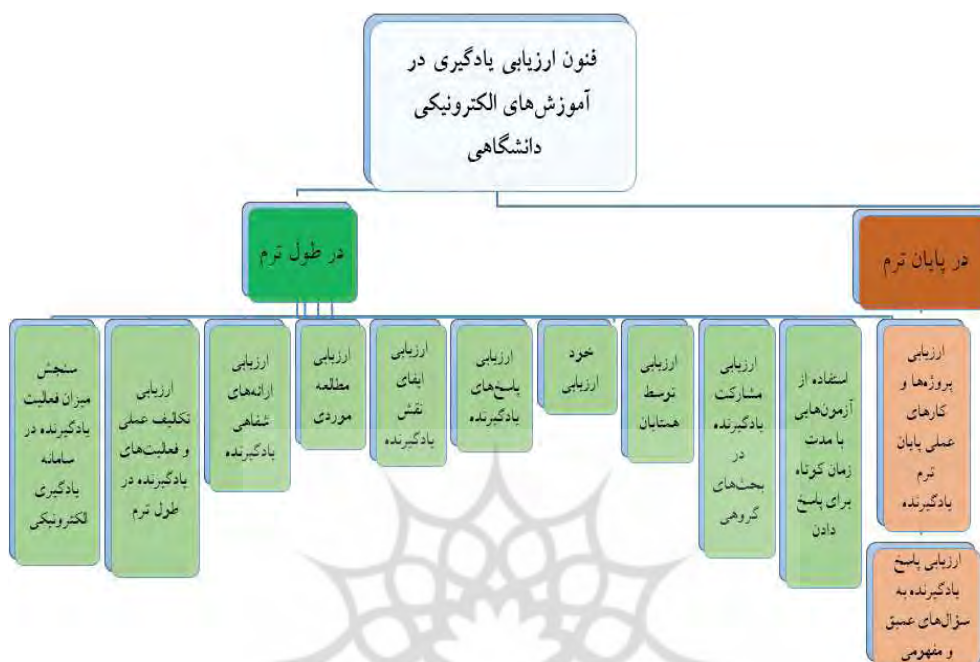 فنون ارزیابی یادگیری در
آموزش‌های الکترونیکی
دانشگاهی
در پایان ترم
در طول ترم
ارزیابی
پروژه‌ها و
کارهای
عملی پایان
ترم
یادگیرنده
ارزیابی پاسخ
یادگیرنده به
سؤال‌های عمیق
و مفهومی
استفاده از
آزمون‌هایی
با مدت
زمان کوتاه
برای پاسخ
دادن
ارزیابی
مشارکت
یادگیرنده
در
بحث‌های
گروهی
ارزیابی
توسط
همتایان
خود
ارزیابی
ارزیابی
پاسخ‌های
یادگیرنده
ارزیابی
ایفای
نقش
یادگیرنده
ارزیابی
مطالعه
موردی
ارزیابی
ارائه‌های
شفاهی
یادگیرنده
ارزیابی
تکلیف عملی
و فعالیت‌های
یادگیرنده در
طول ترم
سنجش
میزان فعالیت
یادگیرنده در
سامانه
یادگیری
الکترونیکی